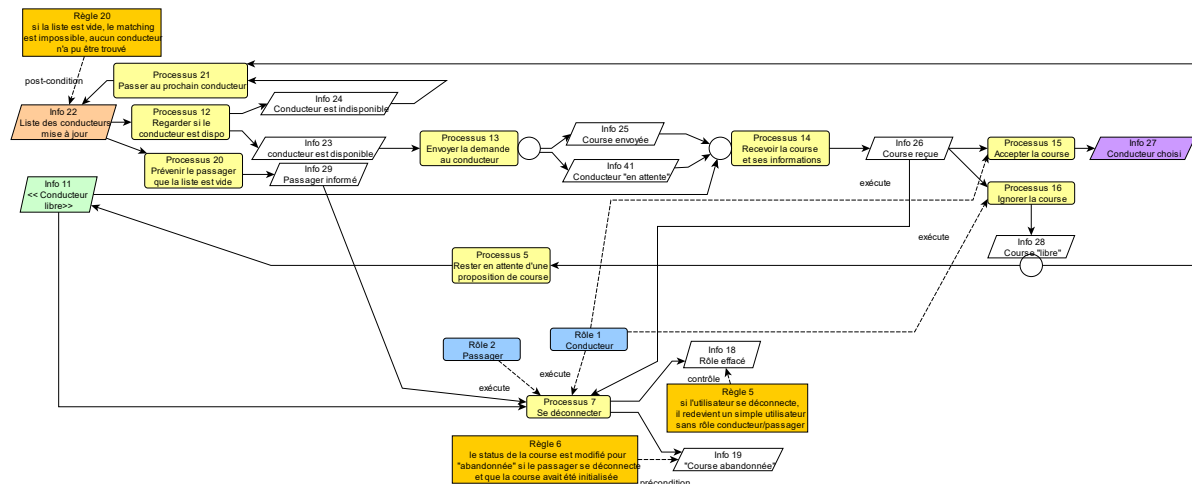 Règle 20
si la liste est vide, le matching
est impossible, aucun conducteur
n'a pu être trouvé
post-condition
Processus 21
Passer au prochain conducteur
Info 24
Conducteur est indisponible
Info 22
Liste des conducteurs
mise à jour
Processus 12
Regarder si le
conducteur est dispo
Info 23
conducteur est disponible
Processus 13
Envoyer la demande
au conducteur
Info 25
Course envoyée
Info 41
Conducteur "en attente"
Processus 14
Recevoir la course
et ses informations
Info 26
Course reçue
Processus 15
Accepter la course
Info 27
Conducteur choisi
Processus 20
Prévenir le passager
que la liste est vide
Info 29
Passager informé
Info 11
<< Conducteur
libre>>
exécute
Processus 16
Ignorer la course
exécute
Info 28
Course "libre"
Processus 5
Rester en attente d'une
proposition de course
Rôle 2
Passager
Rôle 1
Conducteur
Info 18
Rôle effacé
exécute
exécute
contrôle
Processus 7
Se déconnecter
Règle 5
si l'utilisateur se déconnecte,
il redevient un simple utilisateur
sans rôle conducteur/passager
Règle 6
le status de la course est modifié pour
"abandonnée" si le passager se déconnecte
et que la course avait été initialisée
Info 19
"Course abandonnée"
précondition